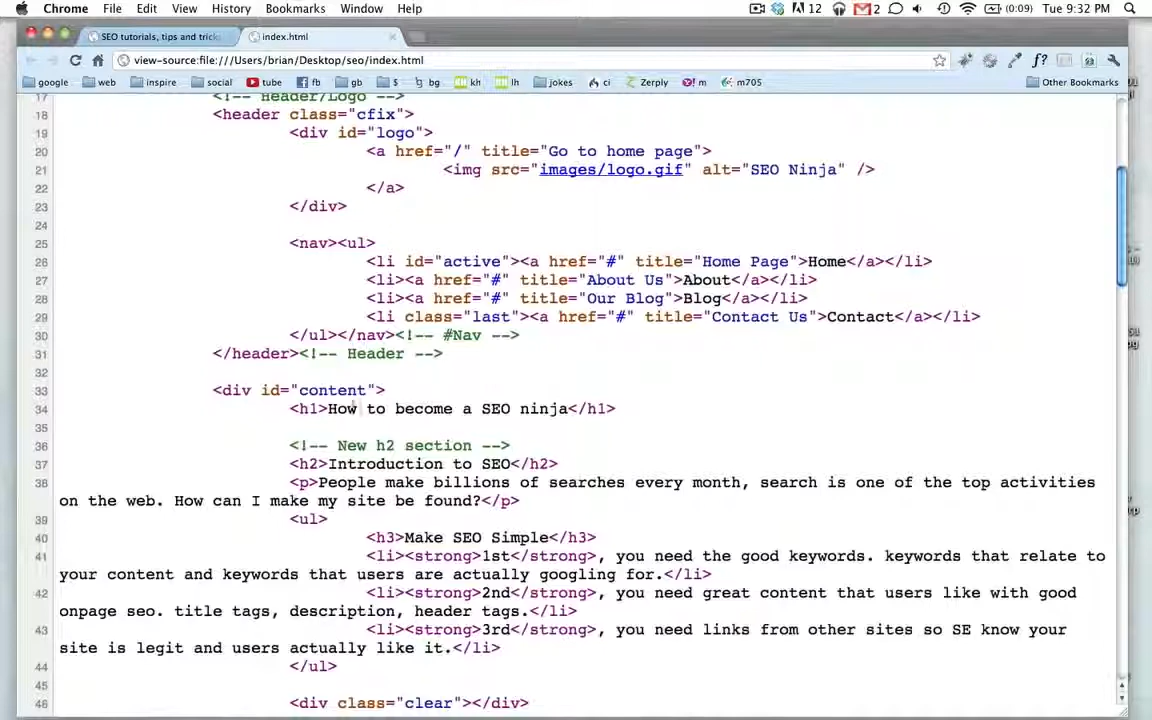 Chrome File Edit View History Bookmarks Window Help 12 2 (0:09) Tue 9:32 PM
SEO tutorials, tips and trick index.html
view-source:file:///Users/brian/Desktop/seo/index.html
google web inspire social tube fb gb $ bg kh lh jokes ci Zerply m m705 Other Bookmarks
17 <!-- Header/Logo -->
18 <header class="cfix">
19 <div id="logo">
20 <a href="/" title="Go to home page">
21 <img src="images/logo.gif" alt="SEO Ninja" />
22 </a>
23 </div>
24
25 <nav><ul>
26 <li id="active"><a href="#" title="Home Page">Home</a></li>
27 <li><a href="#" title="About Us">About</a></li>
28 <li><a href="#" title="Our Blog">Blog</a></li>
29 <li class="last"><a href="#" title="Contact Us">Contact</a></li>
30 </ul></nav><!-- #Nav -->
31 </header><!-- Header -->
32
33 <div id="content">
34 <h1>How to become a SEO ninja</h1>
35
36 <!-- New h2 section -->
37 <h2>Introduction to SEO</h2>
38 <p>People make billions of searches every month, search is one of the top activities
on the web. How can I make my site be found?</p>
39 <ul>
40 <h3>Make SEO Simple</h3>
41 <li><strong>1st</strong>, you need the good keywords. keywords that relate to
your content and keywords that users are actually googling for.</li>
42 <li><strong>2nd</strong>, you need great content that users like with good
onpage seo. title tags, description, header tags.</li>
43 <li><strong>3rd</strong>, you need links from other sites so SE know your
site is legit and users actually like it.</li>
44 </ul>
45
46 <div class="clear"></div>